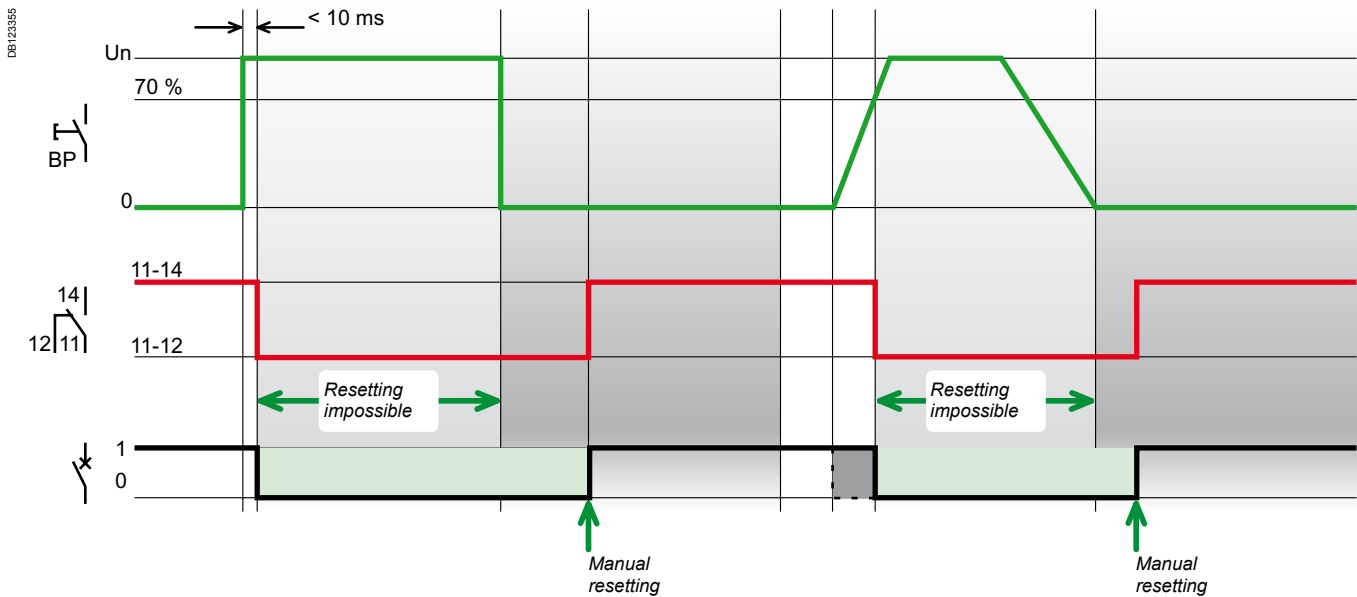 DB123355
< 10 ms
Un
70 %
BP
0
11-14
14
12 11
11-12
Resetting
impossible
Resetting
impossible
1
0
Manual
resetting
Manual
resetting